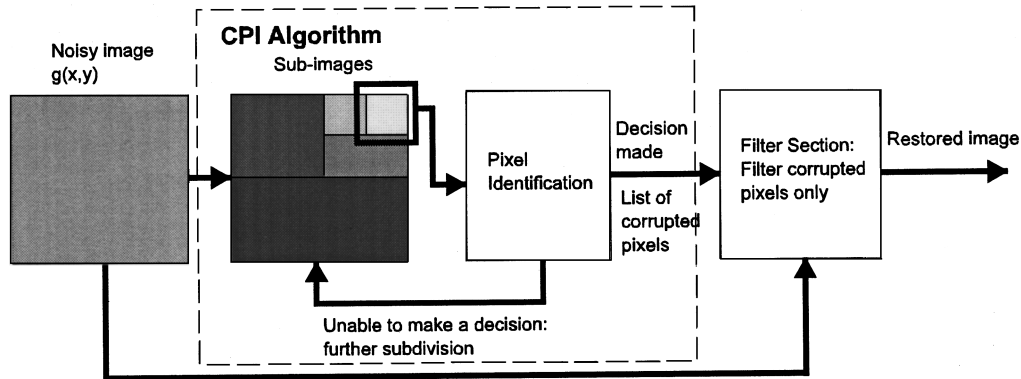 CPI Algorithm
Noisy image
g(x,y)
Sub-images
Pixel
Identification
Decision
made
List of
corrupted
pixels
Filter Section:
Filter corrupted
pixels only
Restored image
Unable to make a decision:
further subdivision